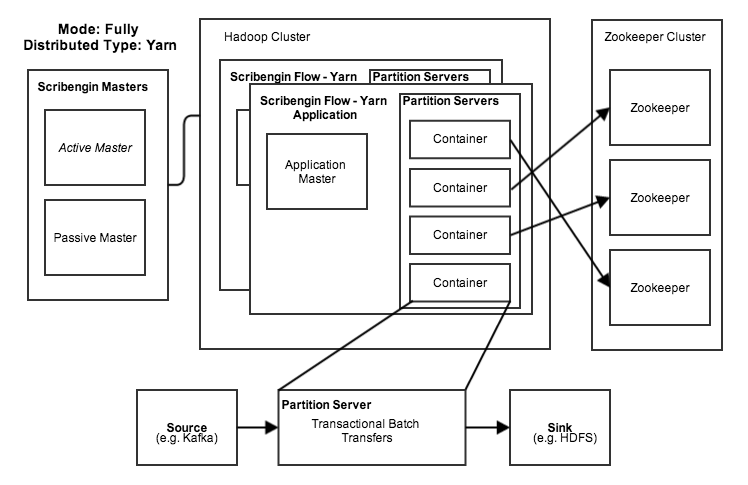 Mode: Fully
Distributed Type: Yarn
Scribengin Masters
Active Master
Passive Master
Hadoop Cluster
Scribengin Flow - Yarn
Partition Servers
Scribengin Flow - Yarn
Application
Partition Servers
Application
Master
Container
Container
Container
Container
Zookeeper Cluster
Zookeeper
Zookeeper
Zookeeper
Source
(e.g. Kafka)
Partition Server
Transactional Batch
Transfers
Sink
(e.g. HDFS)